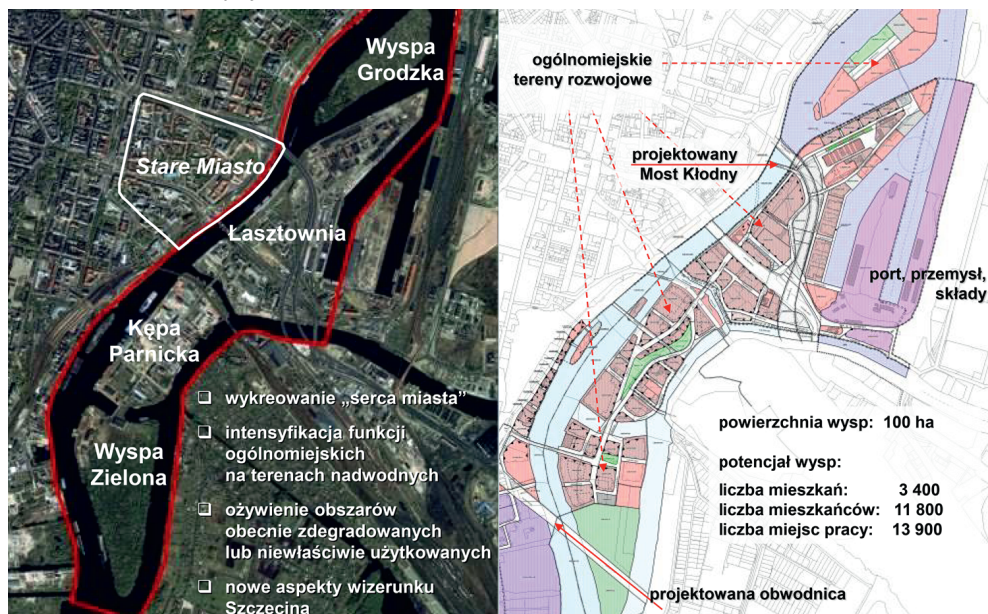 Wyspa
Grodzka
Stare Miasto
Łasztownia
Kępa
Parnicka
Wyspa
Zielona
❑ wykreowanie „serca miasta”
❑ intensyfikacja funkcji
ogólnomiejskich
na terenach nadwodnych
❑ ożywienie obszarów
obecnie zdegradowanych
lub niewłaściwie użytkowanych
❑ nowe aspekty wizerunku
Szczecina
ogólnomiejskie
tereny rozwojowe
projektowany
Most Kłodny
port, przemysł,
składy
powierzchnia wysp: 100 ha
potencjał wysp:
liczba mieszkań: 3 400
liczba mieszkańców: 11 800
liczba miejsc pracy: 13 900
projektowana obwodnica